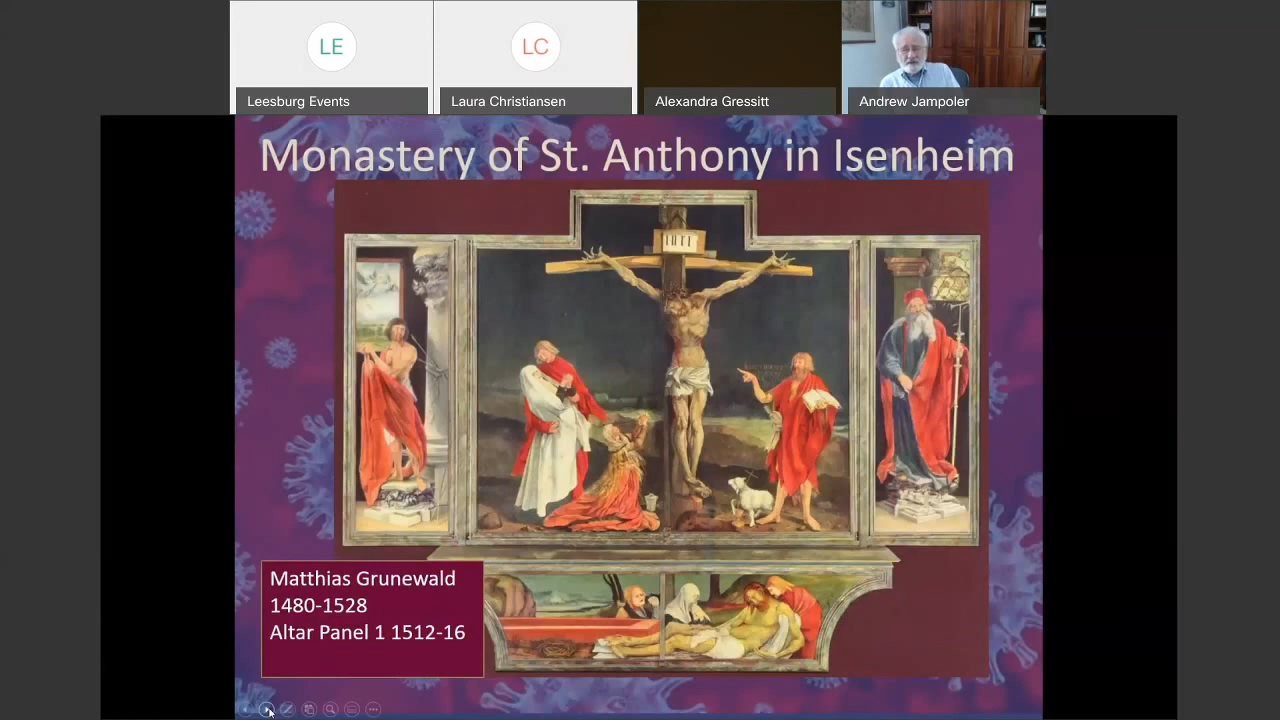 LE
LC
Leesburg Events
Laura Christiansen
Alexandra Gressitt
Andrew Jampoler
Monastery of St. Anthony in Isenheim
Matthias Grunewald
1480-1528
Altar Panel 1 1512-16